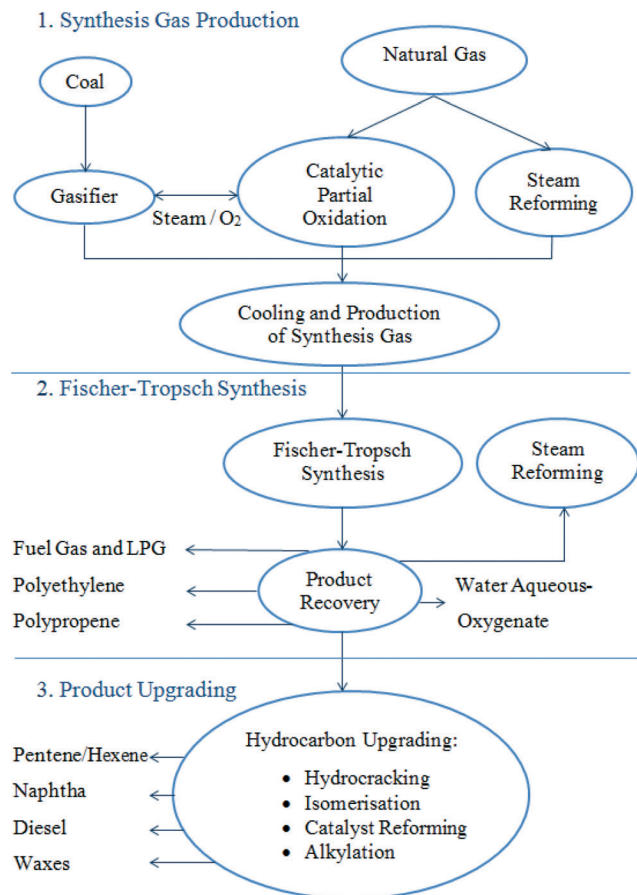 1. Synthesis Gas Production
Coal
Natural Gas
Gasifier
Steam / O₂
Catalytic
Partial
Oxidation
Steam
Reforming
Cooling and Production
of Synthesis Gas
2. Fischer-Tropsch Synthesis
Fischer-Tropsch
Synthesis
Steam
Reforming
Fuel Gas and LPG
Polyethylene
Polypropene
Product
Recovery
Water Aqueous-
Oxygenate
3. Product Upgrading
Hydrocarbon Upgrading:
• Hydrocracking
• Isomerisation
• Catalyst Reforming
• Alkylation
Pentene/Hexene
Naphtha
Diesel
Waxes